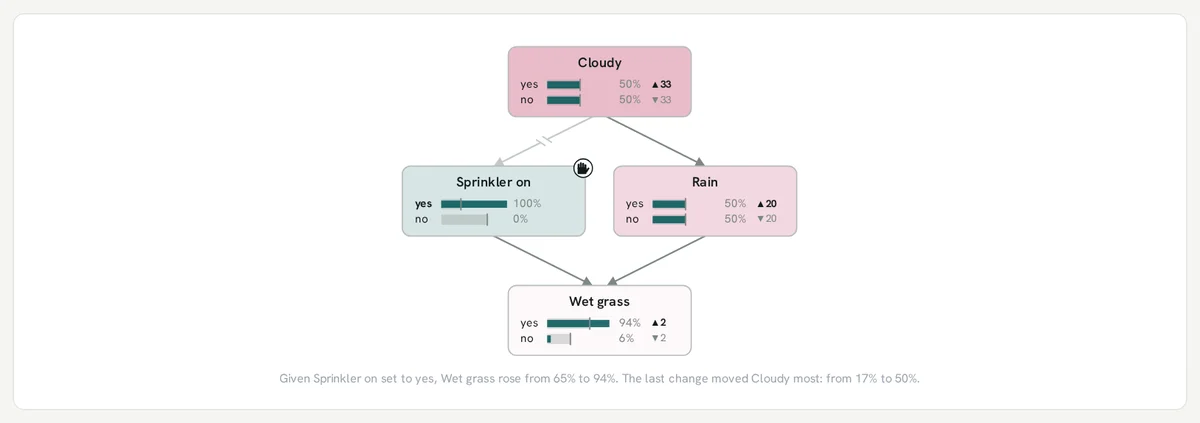 Cloudy
yes 50% ▲33
no 50% ▼33
Sprinkler on
yes 100%
no 0%
Rain
yes 50% ▲20
no 50% ▼20
Wet grass
yes 94% ▲2
no 6% ▼2
Given Sprinkler on set to yes, Wet grass rose from 65% to 94%. The last change moved Cloudy most: from 17% to 50%.